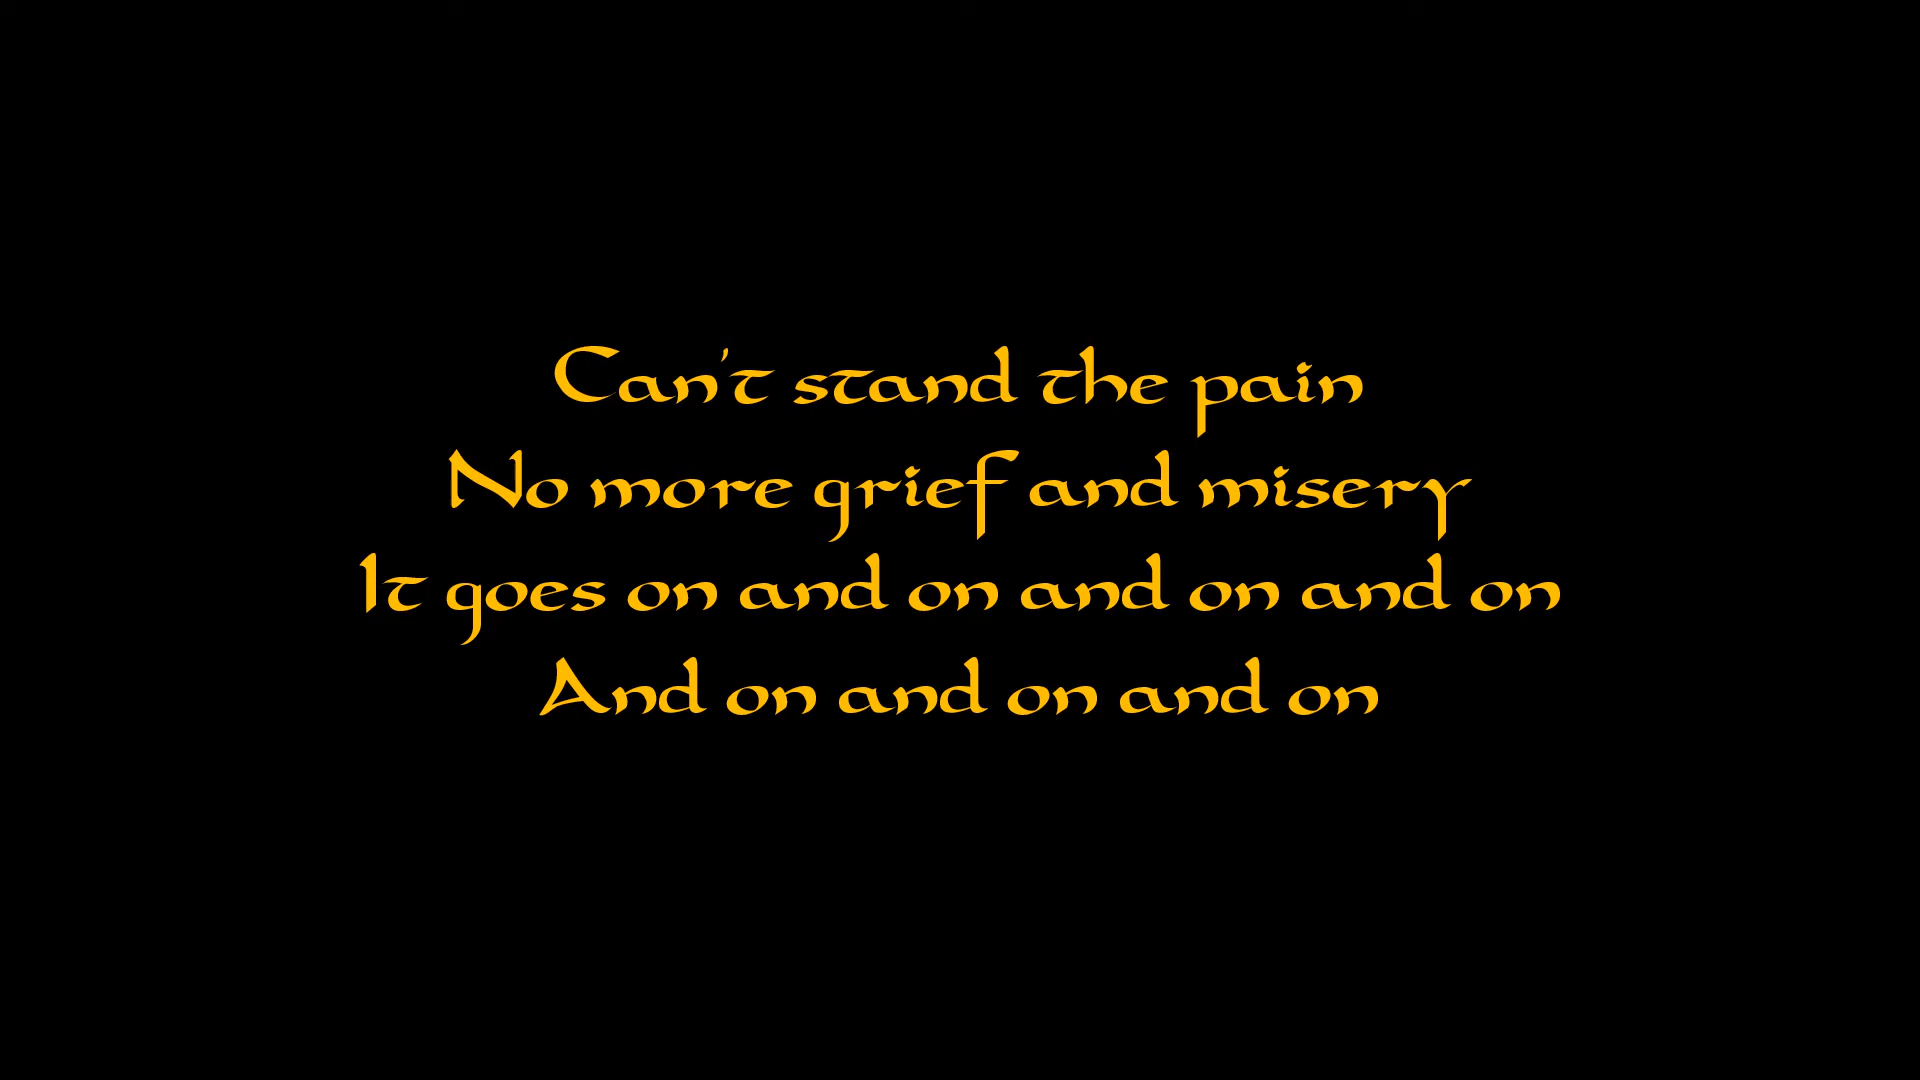 Can't stand the pain
No more grief and misery
It goes on and on and on and on
And on and on and on